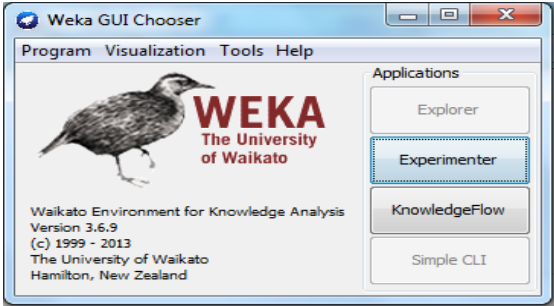 Weka GUI Chooser
Program Visualization Tools Help
WEKA
The University
of Waikato
Waikato Environment for Knowledge Analysis
Version 3.6.9
(c) 1999 - 2013
The University of Waikato
Hamilton, New Zealand
Applications
Explorer
Experimenter
KnowledgeFlow
Simple CLI